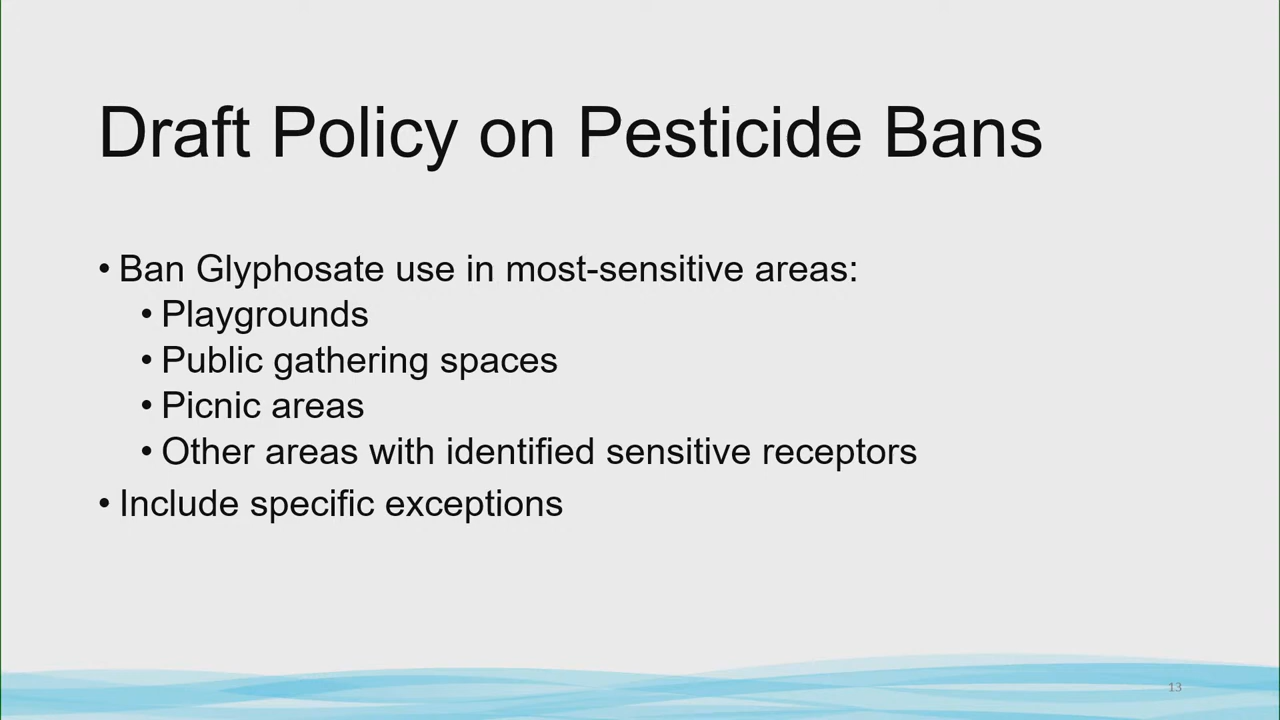 Draft Policy on Pesticide Bans
• Ban Glyphosate use in most-sensitive areas:
• Playgrounds
• Public gathering spaces
• Picnic areas
• Other areas with identified sensitive receptors
• Include specific exceptions
13